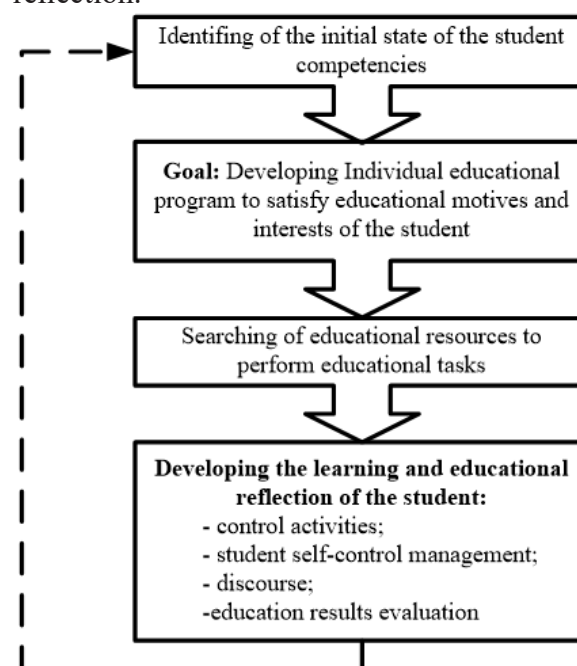 reflection.
Identifing of the initial state of the student
competencies
Goal: Developing Individual educational
program to satisfy educational motives and
interests of the student
Searching of educational resources to
perform educational tasks
Developing the learning and educational
reflection of the student:
- control activities;
- student self-control management;
- discourse;
-education results evaluation